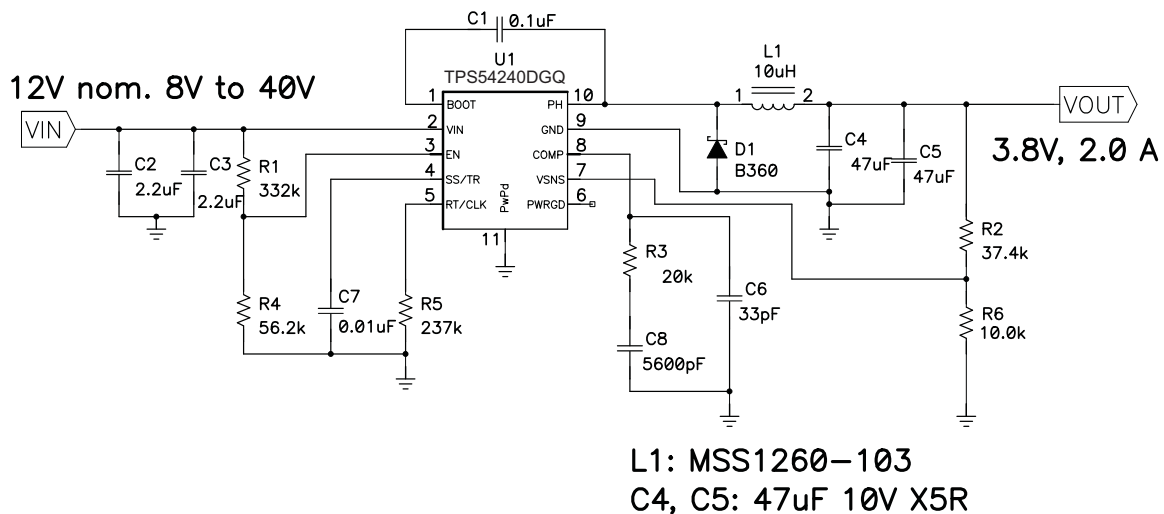 C1
0.1uF
U1
TPS54240DGQ
12V nom. 8V to 40V
VIN
1 BOOT
2 VIN
3 EN
4 SS/TR
5 RT/CLK
PH 10
GND 9
COMP 8
VSNS 7
PWRGD 6
PwPd
11
L1
10uH
1
2
VOUT
3.8V, 2.0 A
C2
2.2uF
C3
2.2uF
R1
332k
D1
B360
C4
47uF
C5
47uF
R2
37.4k
R3
20k
C6
33pF
R4
56.2k
C7
0.01uF
R5
237k
C8
5600pF
R6
10.0k
L1: MSS1260-103
C4, C5: 47uF 10V X5R